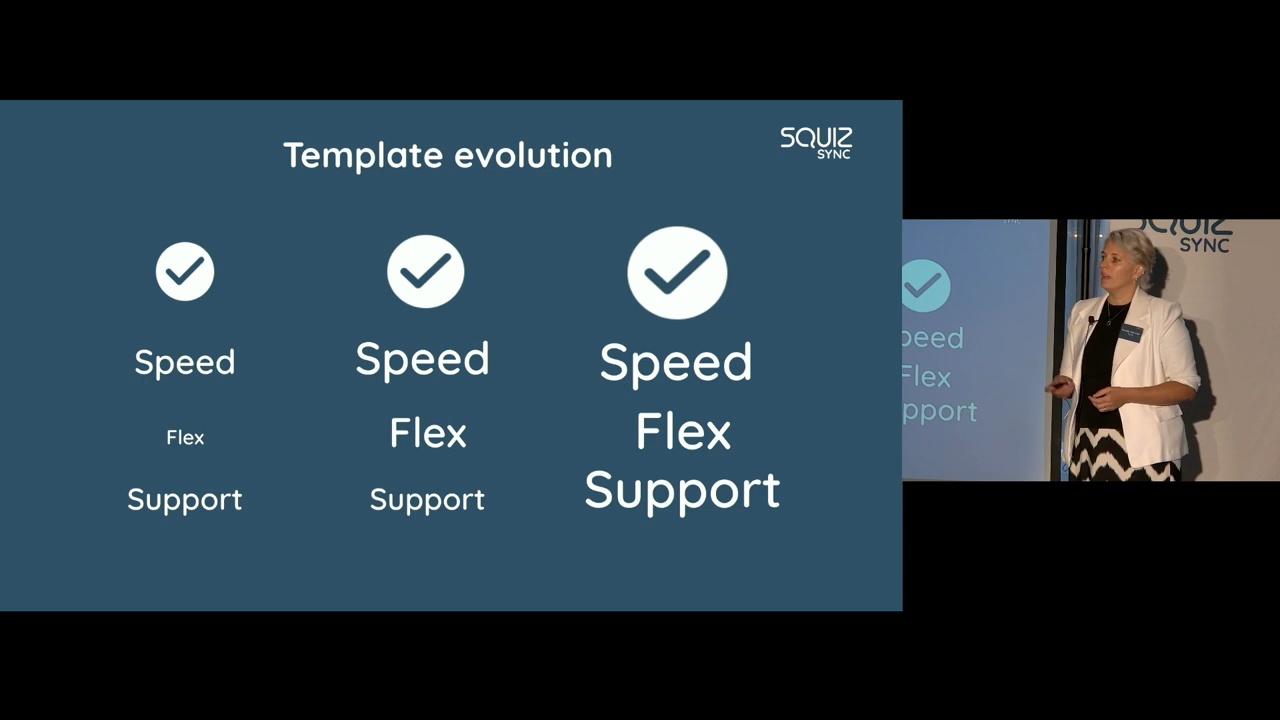 Template evolution
SQUIZ
SYNC
Speed
Flex
Support
Speed
Flex
Support
Speed
Flex
Support
SQUIZ
SYNC
peed
Flex
pport